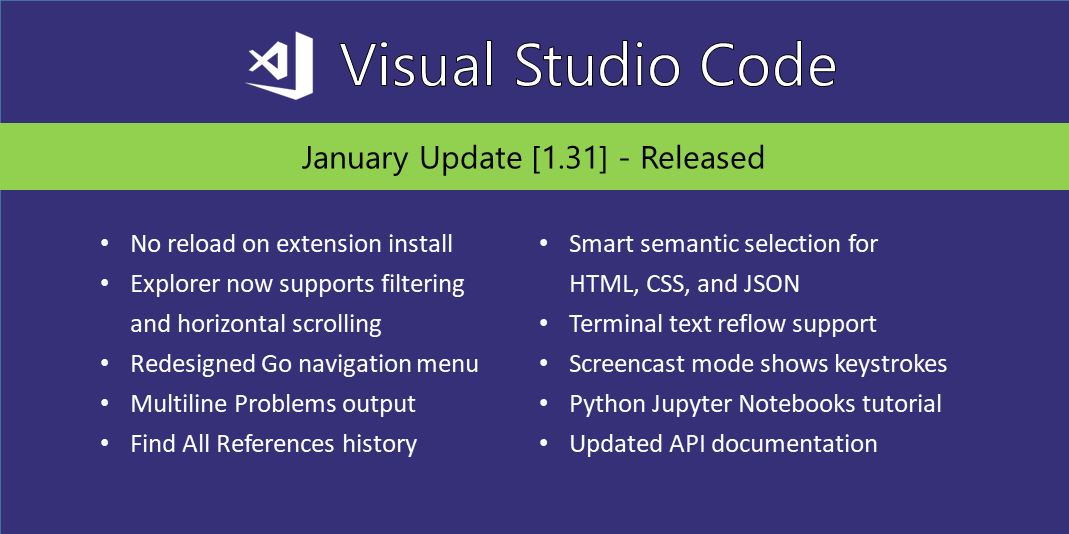 Visual Studio Code
January Update [1.31] - Released
• No reload on extension install
• Explorer now supports filtering
and horizontal scrolling
• Redesigned Go navigation menu
• Multiline Problems output
• Find All References history
• Smart semantic selection for
HTML, CSS, and JSON
• Terminal text reflow support
• Screencast mode shows keystrokes
• Python Jupyter Notebooks tutorial
• Updated API documentation